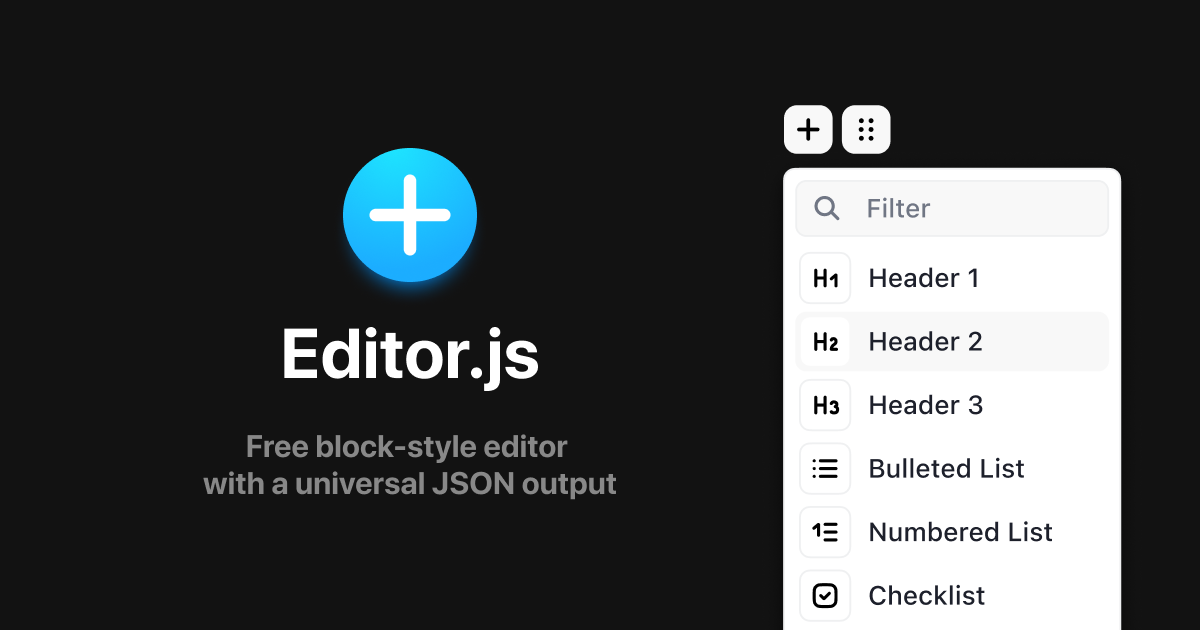 Editor.js
Free block-style editor
with a universal JSON output
Filter
H1 Header 1
H2 Header 2
H3 Header 3
Bulleted List
1 Numbered List
Checklist